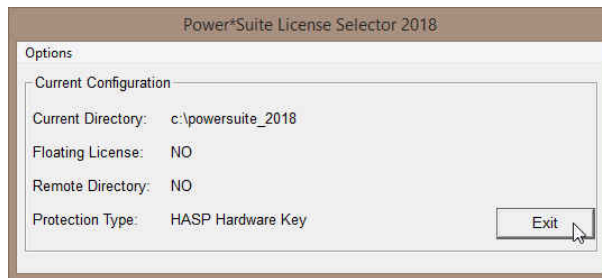 Power*Suite License Selector 2018
Options
Current Configuration
Current Directory: c:\powersuite_2018
Floating License: NO
Remote Directory: NO
Protection Type: HASP Hardware Key
Exit